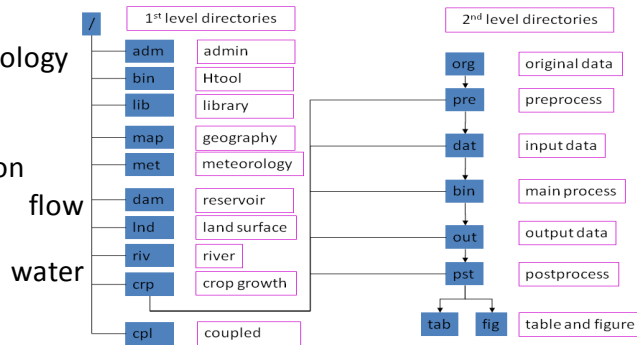 /
1st level directories
2nd level directories
ology
adm admin
bin Htool
lib library
map geography
met meteorology
on
dam reservoir
flow
lnd land surface
riv river
water
crp crop growth
cpl coupled
org original data
pre preprocess
dat input data
bin main process
out output data
pst postprocess
tab fig table and figure